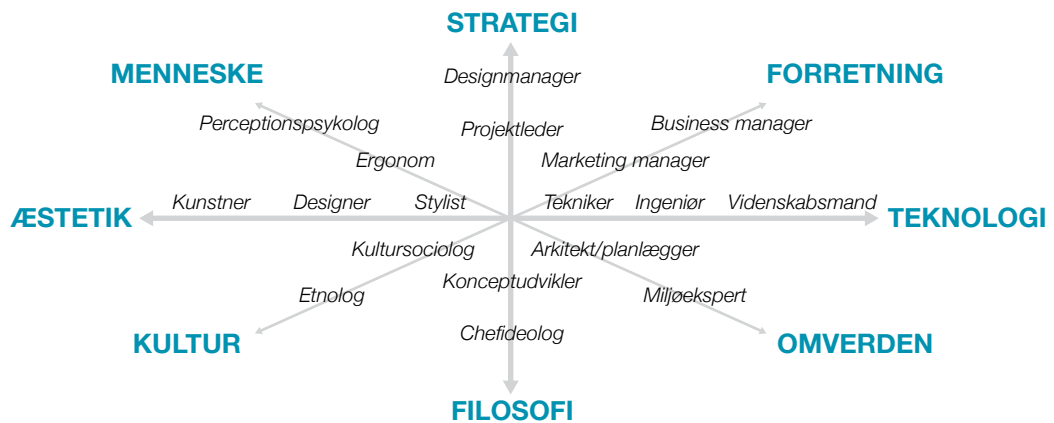 STRATEGI
MENNESKE
Designmanager
FORRETNING
Perceptionspsykolog
Projektleder
Business manager
Ergonom
Marketing manager
ÆSTETIK
Kunstner
Designer
Stylist
Tekniker
Ingeniør
Videnskabsmand
TEKNOLOGI
Kultursociolog
Arkitekt/planlægger
Konceptudvikler
Etnolog
Miljøekspert
KULTUR
Chefideolog
OMVERDEN
FILOSOFI